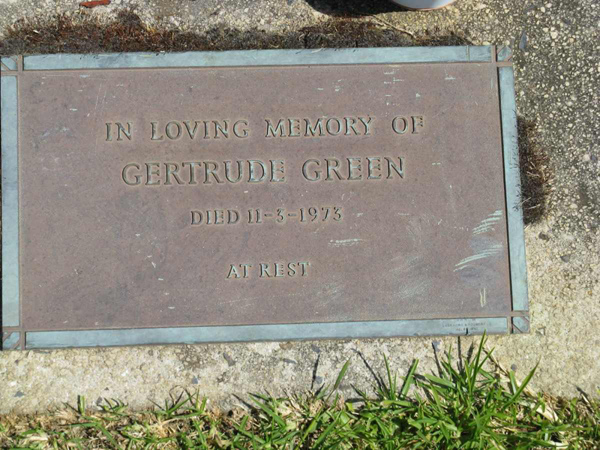 IN LOVING MEMORY OF
GERTRUDE GREEN
DIED 11-3-1973
AT REST